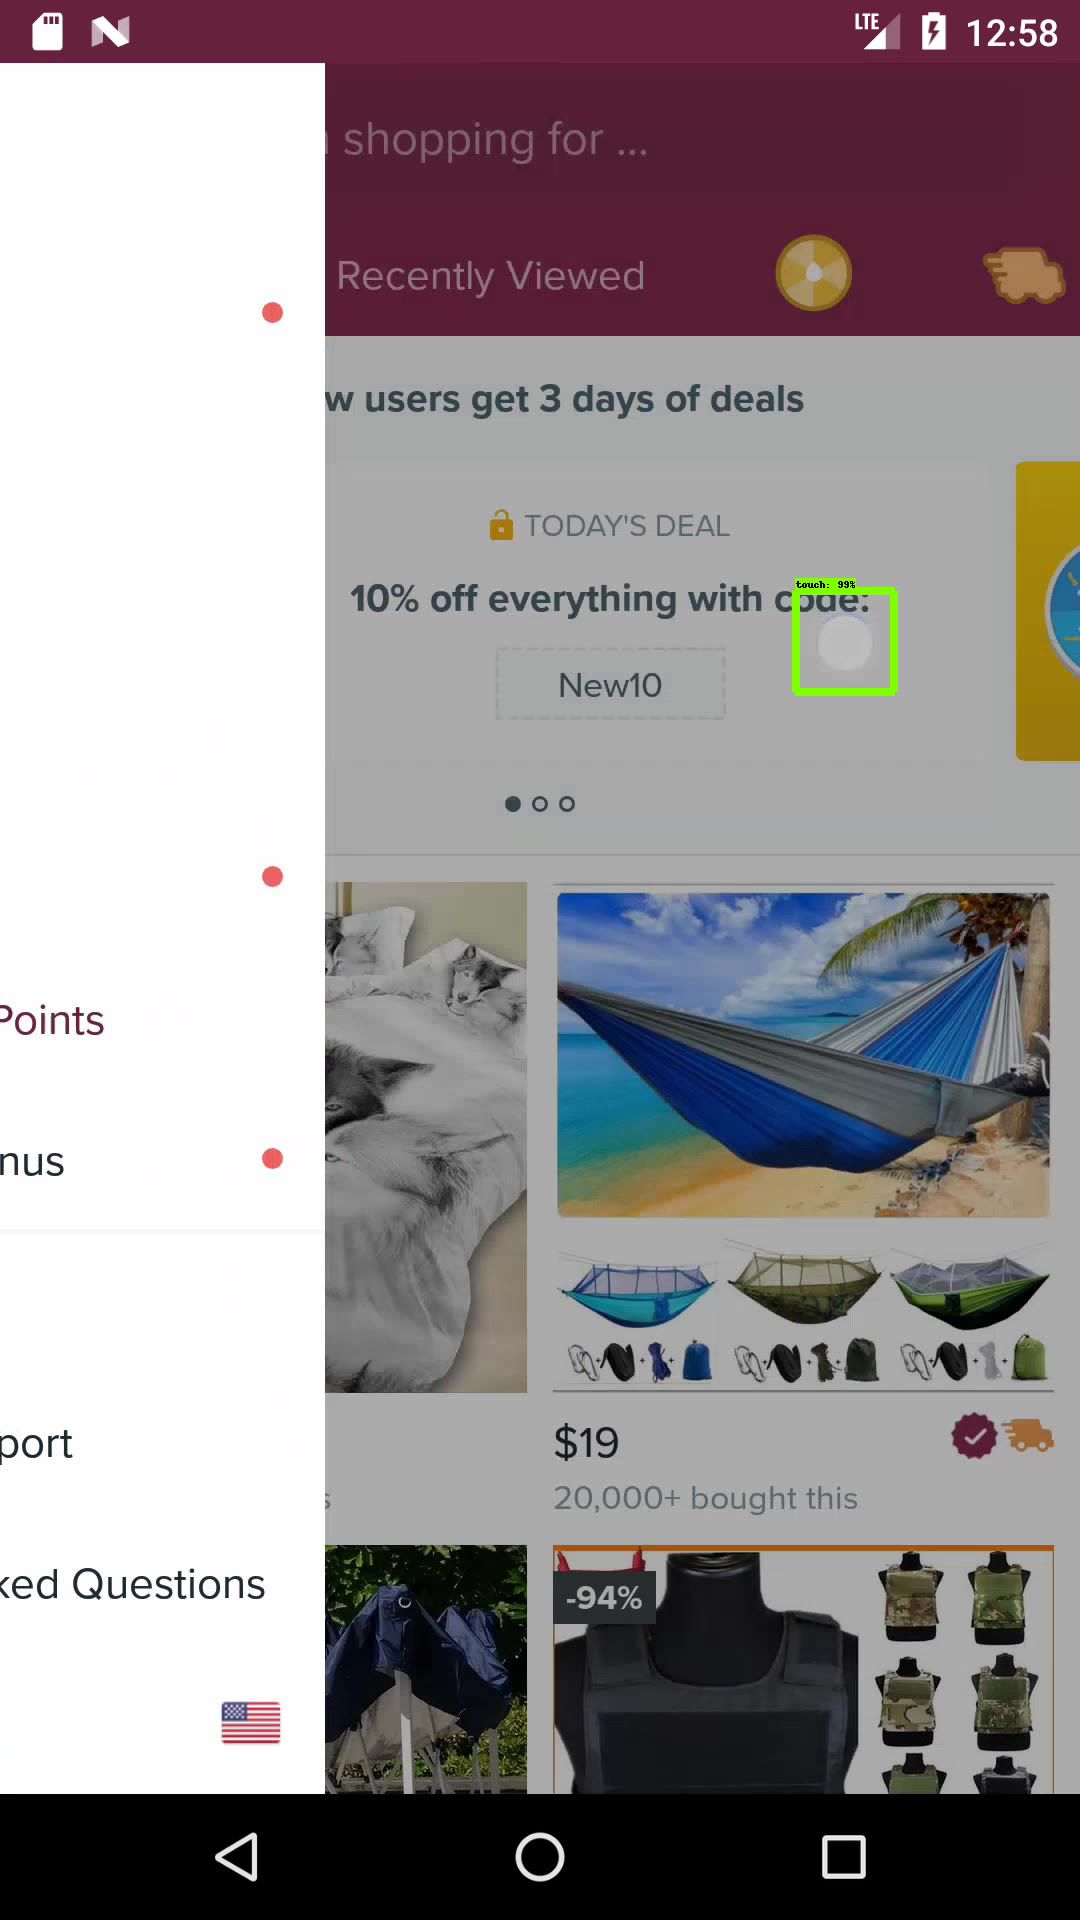 LTE 12:58
shopping for ...
Recently Viewed
w users get 3 days of deals
TODAY'S DEAL
touch: 99%
10% off everything with code:
New10
Points
nus
$19
port
20,000+ bought this
ked Questions
-94%